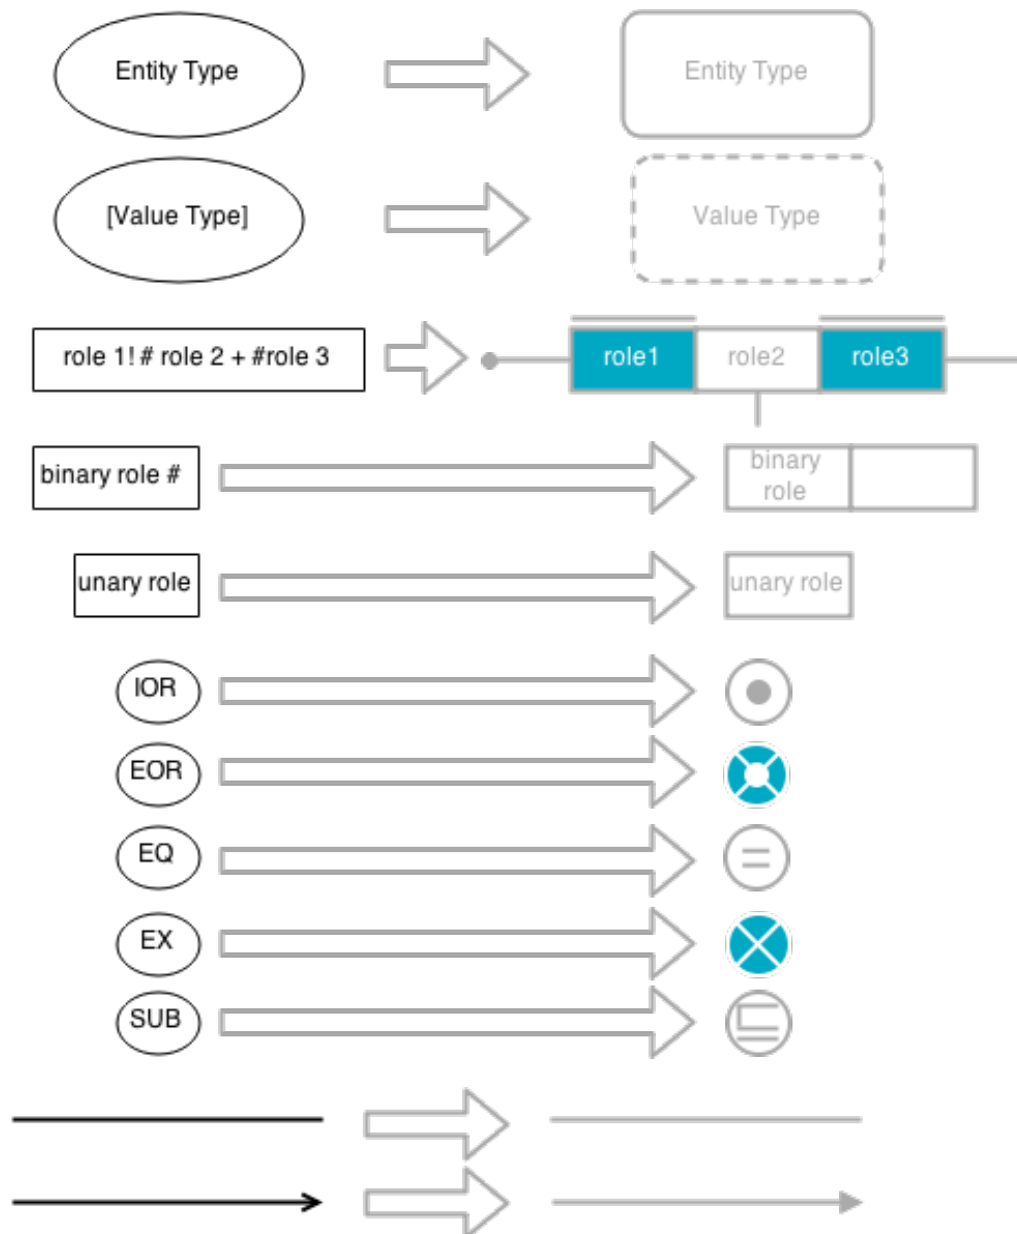 Entity Type
Entity Type
[Value Type]
Value Type
role 1! # role 2 + #role 3
role1
role2
role3
binary role #
binary
role
unary role
unary role
IOR
EOR
EQ
=
EX
SUB